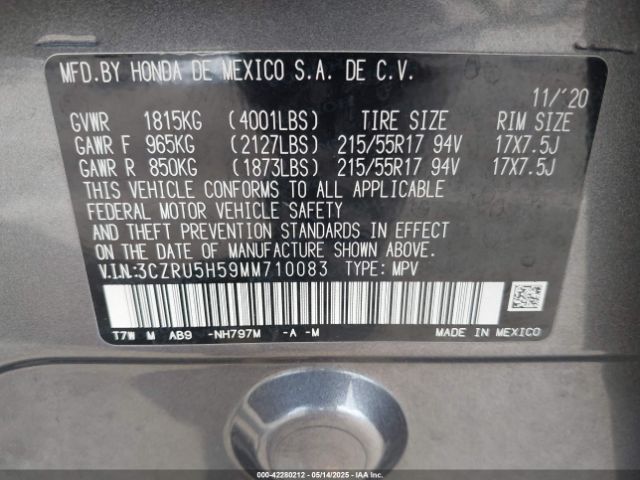 MFD.BY HONDA DE MEXICO S.A. DE C.V.
11/'20
GVWR 1815KG (4001LBS) TIRE SIZE RIM SIZE
GAWR F 965KG (2127LBS) 215/55R17 94V 17X7.5J
GAWR R 850KG (1873LBS) 215/55R17 94V 17X7.5J
THIS VEHICLE CONFORMS TO ALL APPLICABLE
FEDERAL MOTOR VEHICLE SAFETY
AND THEFT PREVENTION STANDARDS IN EFFECT
ON THE DATE OF MANUFACTURE SHOWN ABOVE.
V.I.N.:3CZRU5H59MM710083 TYPE: MPV
T7W M AB9 -NH797M -A -M MADE IN MEXICO
000-42280212 - 05/14/2025 - IAAI